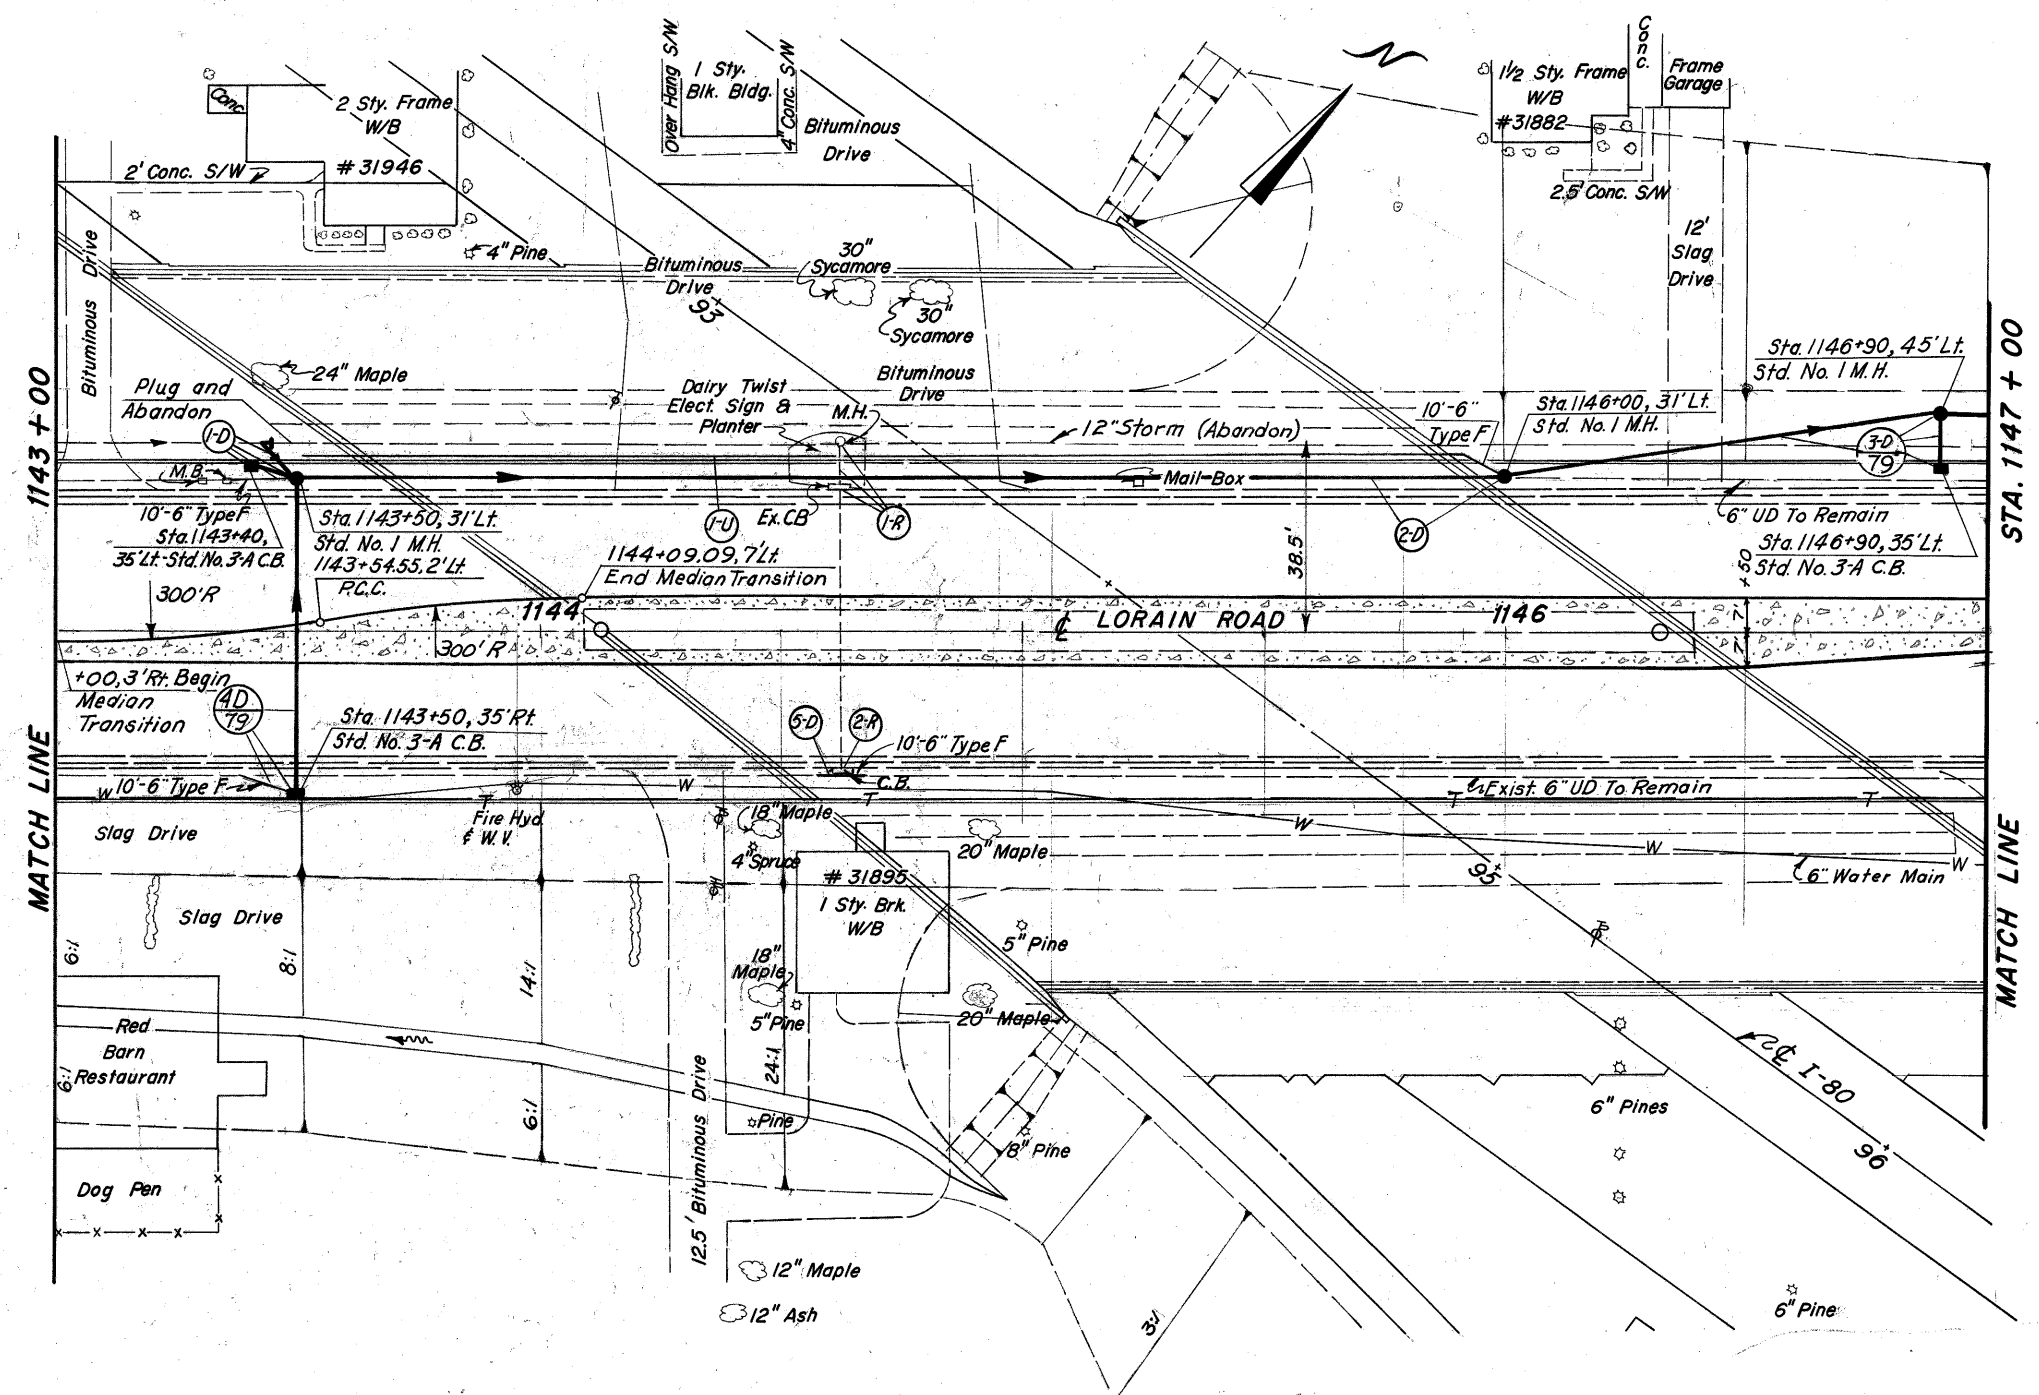 Conc.
2 Sty. Frame
W/B
# 31946
2' Conc. S/W
4" Pine
Over Hang S/W
1 Sty.
Blk. Bldg.
4" Conc. S/W
Bituminous
Drive
Conc.
1½ Sty. Frame
W/B
#31882
Frame
Garage
2.5' Conc. S/W
12'
Slag
Drive
Bituminous Drive
Bituminous
Drive
93
30"
Sycamore
30"
Sycamore
24" Maple
Plug and
Abandon
Dairy Twist
Elect. Sign &
Planter
M.H.
Bituminous
Drive
12" Storm (Abandon)
10'-6"
Type F
Sta. 1146+00, 31' Lt.
Std. No. 1 M.H.
Sta. 1146+90, 45' Lt.
Std. No. 1 M.H.
1143 + 00
STA. 1147 + 00
1-D
M.B.
3-D
79
Mail-Box
10'-6" Type F
Sta. 1143+40,
35' Lt.-Std. No. 3-A C.B.
Sta. 1143+50, 31' Lt.
Std. No. 1 M.H.
1143+54.55, 2' Lt.
P.C.C.
1-U
Ex. CB
1-R
2-D
6" UD To Remain
Sta. 1146+90, 35' Lt.
Std. No. 3-A C.B.
1144+09.09, 7' Lt.
End Median Transition
38.5'
+50
300' R
1144
℄ LORAIN ROAD
1146
7'
7'
300' R
+00, 3' Rt. Begin
Median
Transition
4D
79
Sta. 1143+50, 35' Rt.
Std. No. 3-A C.B.
5-D
2-R
10'-6" Type F
C.B.
W
10'-6" Type F
W
T
T
T
T
Exist. 6" UD To Remain
MATCH LINE
MATCH LINE
Slag Drive
Fire Hyd.
& W.V.
18" Maple
4" Spruce
20" Maple
W
W
W
6" Water Main
95
# 31895
1 Sty. Brk.
W/B
Slag Drive
6:1
8:1
14:1
18"
Maple
5" Pine
5" Pine
20" Maple
Red
Barn
Restaurant
6:1
6:1
24:1
12.5' Bituminous Drive
Pine
18" Pine
6" Pines
I-80
96
Dog Pen
12" Maple
12" Ash
3:1
6" Pine